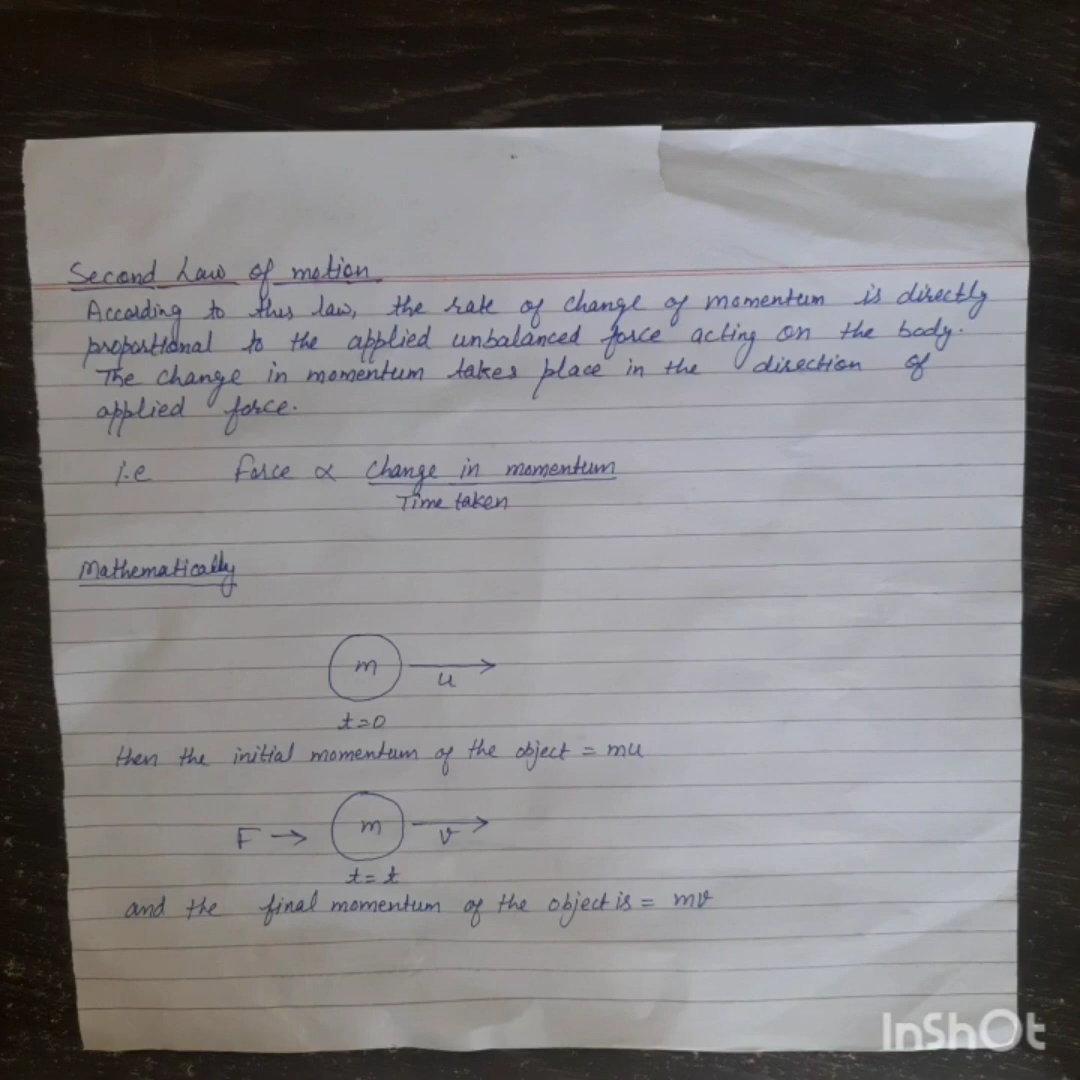 Second Law of motion
According to this law, the rate of change of momentum is directly
proportional to the applied unbalanced force acting on the body.
The change in momentum takes place in the direction of
applied force.
i.e Force ∝ Change in momentum
Time taken
Mathematically
m
u
t=0
then the initial momentum of the object = mu
F → m
v
t=t
and the final momentum of the object is = mv
InShOt